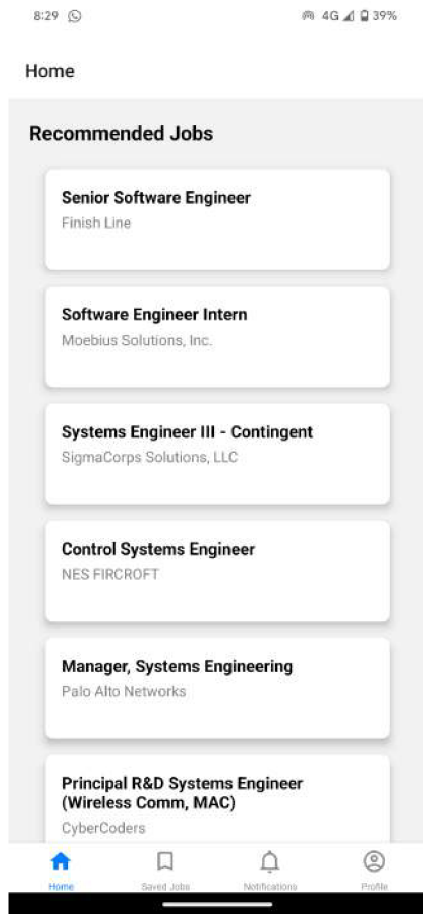 8:29
4G
39%
Home
Recommended Jobs
Senior Software Engineer
Finish Line
Software Engineer Intern
Moebius Solutions, Inc.
Systems Engineer III - Contingent
SigmaCorps Solutions, LLC
Control Systems Engineer
NES FIRCROFT
Manager, Systems Engineering
Palo Alto Networks
Principal R&D Systems Engineer
(Wireless Comm, MAC)
CyberCoders
Home
Saved Jobs
Notifications
Profile